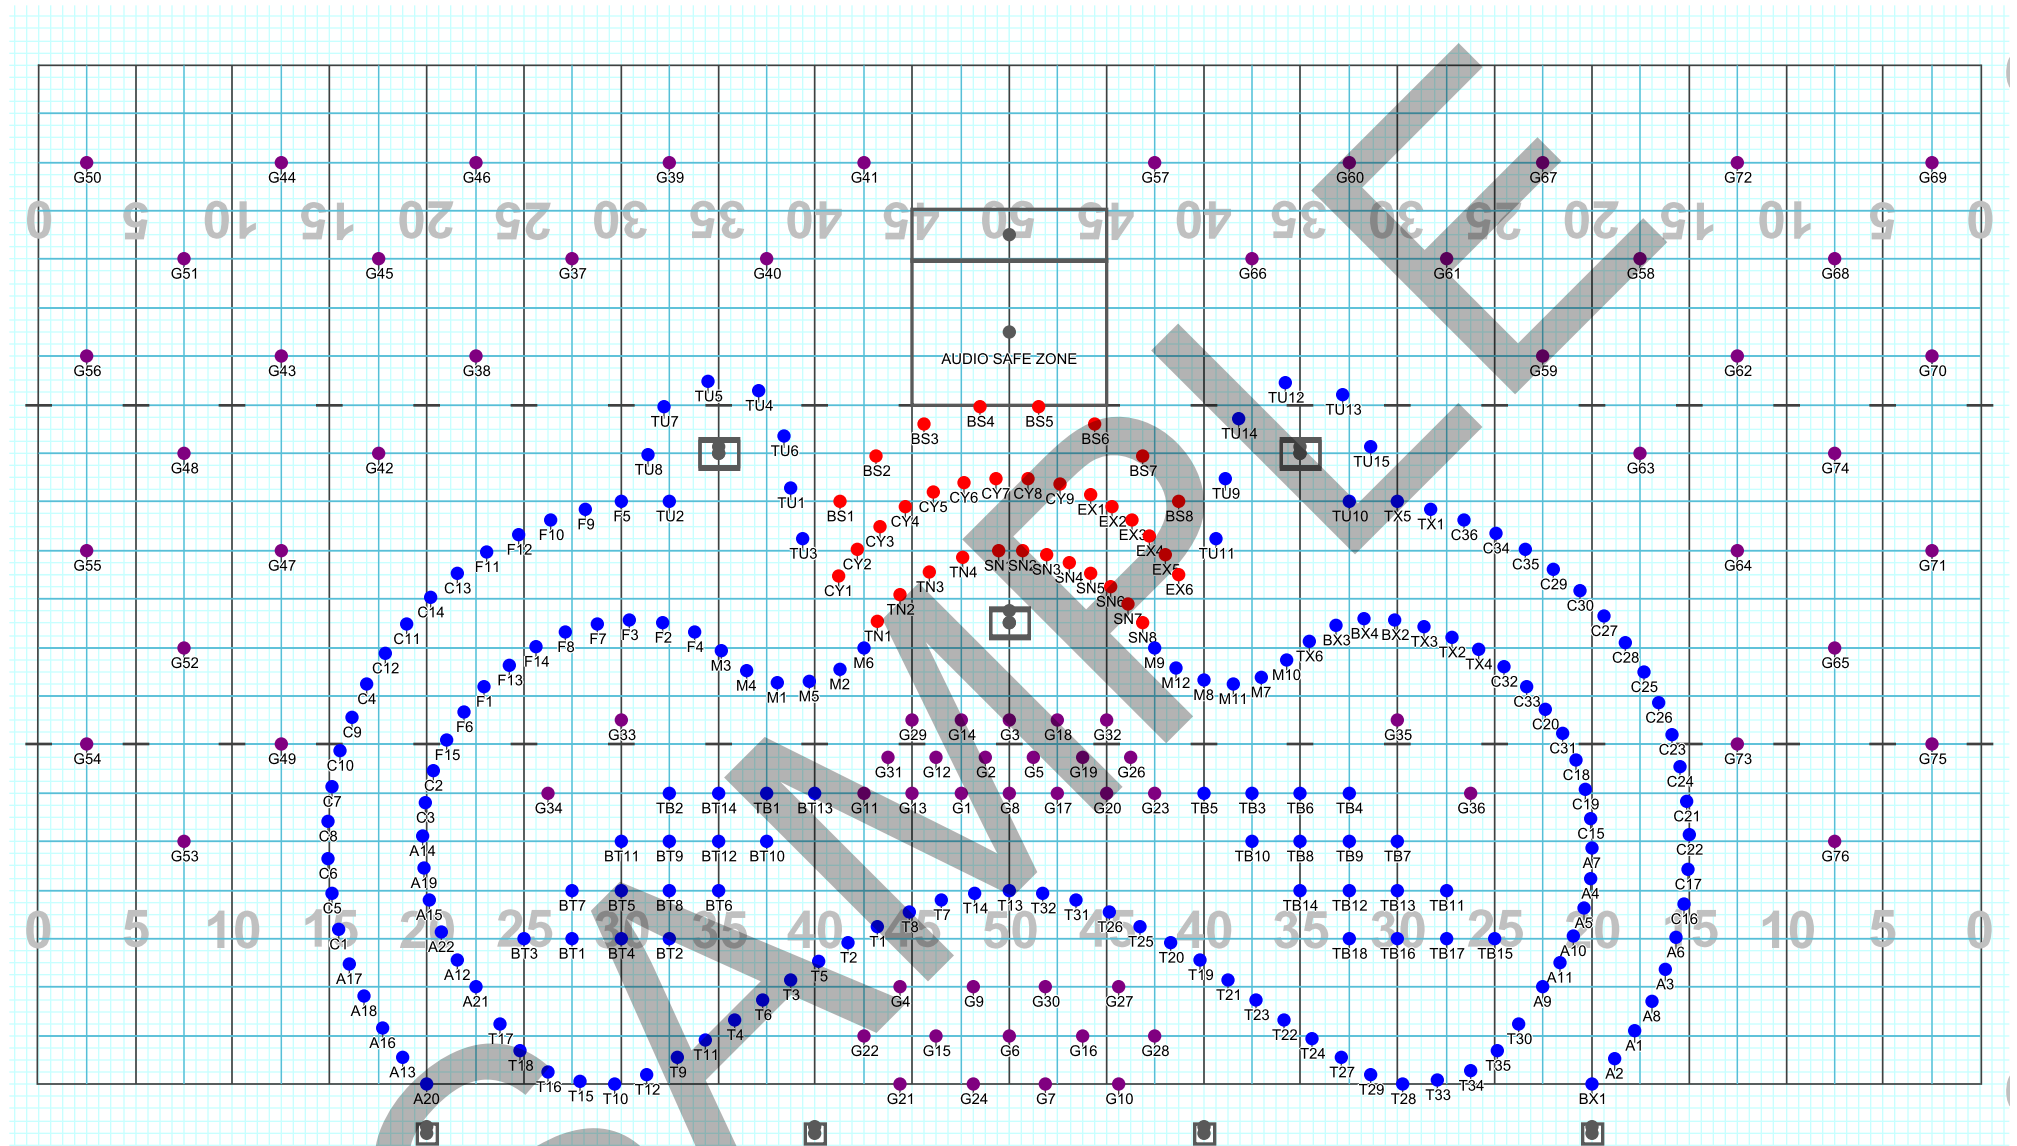 G50 G44 G46 G39 G41 G57 G60 G67 G72 G69
0 5 10 15 20 25 30 35 40 45 50 45 40 35 30 25 20 15 10 5 0
G51 G45 G37 G40 G66 G61 G58 G68
AUDIO SAFE ZONE
G56 G43 G38 G59 G62 G70
TU5 TU4 TU12 TU13
TU7 BS4 BS5 TU14
BS3 BS6
TU6 TU15
G48 G42 TU8 BS2 BS7 G63 G74
TU1 CY6 CY7 CY8 CY9 TU9
F5 TU2 BS1 CY5 EX1 BS8 TU10 TX5
F10 F9 CY4 EX2 TX1 C36
F12 CY3 EX3 C34
TU3 EX4 TU11
G55 G47 F11 CY2 TN4 SN SN2 SN3 EX5 C35 G64 G71
C13 CY1 TN3 SN4 SN5 EX6 C29
C14 TN2 SN6 C30
C11 F8 F7 F3 F2 F4 TN1 SN7 SN8 BX3 BX4 BX2 TX3 TX2 C27
G52 C12 F14 M3 M6 M9 M10 TX6 TX4 C28 G65
C4 F13 M4 M2 M12 C32 C25
F1 M1 M5 M8 M11 M7 C33
C9 F6 C20 C26
G33 G29 G14 G3 G18 G32 G35
G54 G49 C10 F15 C31 C23 G73 G75
C2 G31 G12 G2 G5 G19 G26 C18 C24
C7 C3 G34 TB2 BT14 TB1 BT13 G11 G13 G1 G8 G17 G20 G23 TB5 TB3 TB6 TB4 G36 C19 C21
C8 A14 C15 C22
G53 BT11 BT9 BT12 BT10 TB10 TB8 TB9 TB7 A7 G76
C6 A19 C17
C5 A15 BT7 BT5 BT8 BT6 T7 T14 T13 T32 T31 TB14 TB12 TB13 TB11 A4 C16
0 5 10 15 20 25 30 35 40 45 50 45 40 35 30 25 20 15 10 5 0
C1 A22 T1 T8 T26 T25 A5
BT3 BT1 BT4 BT2 T2 T20 TB18 TB16 TB17 TB15 A10 A6
A17 A12 T5 T19 A11 A3
A18 A21 T3 G4 G9 G30 G27 T21 A9
T6 T23 A8
A16 T17 T4 T22 T30 A1
T11 G22 G15 G6 G16 G28 T24
A13 T18 T9 T27 T35 A2
T16 T15 T12 T29 T33 T34
A20 T10 G21 G24 G7 G10 T28 BX1
SAMPLE